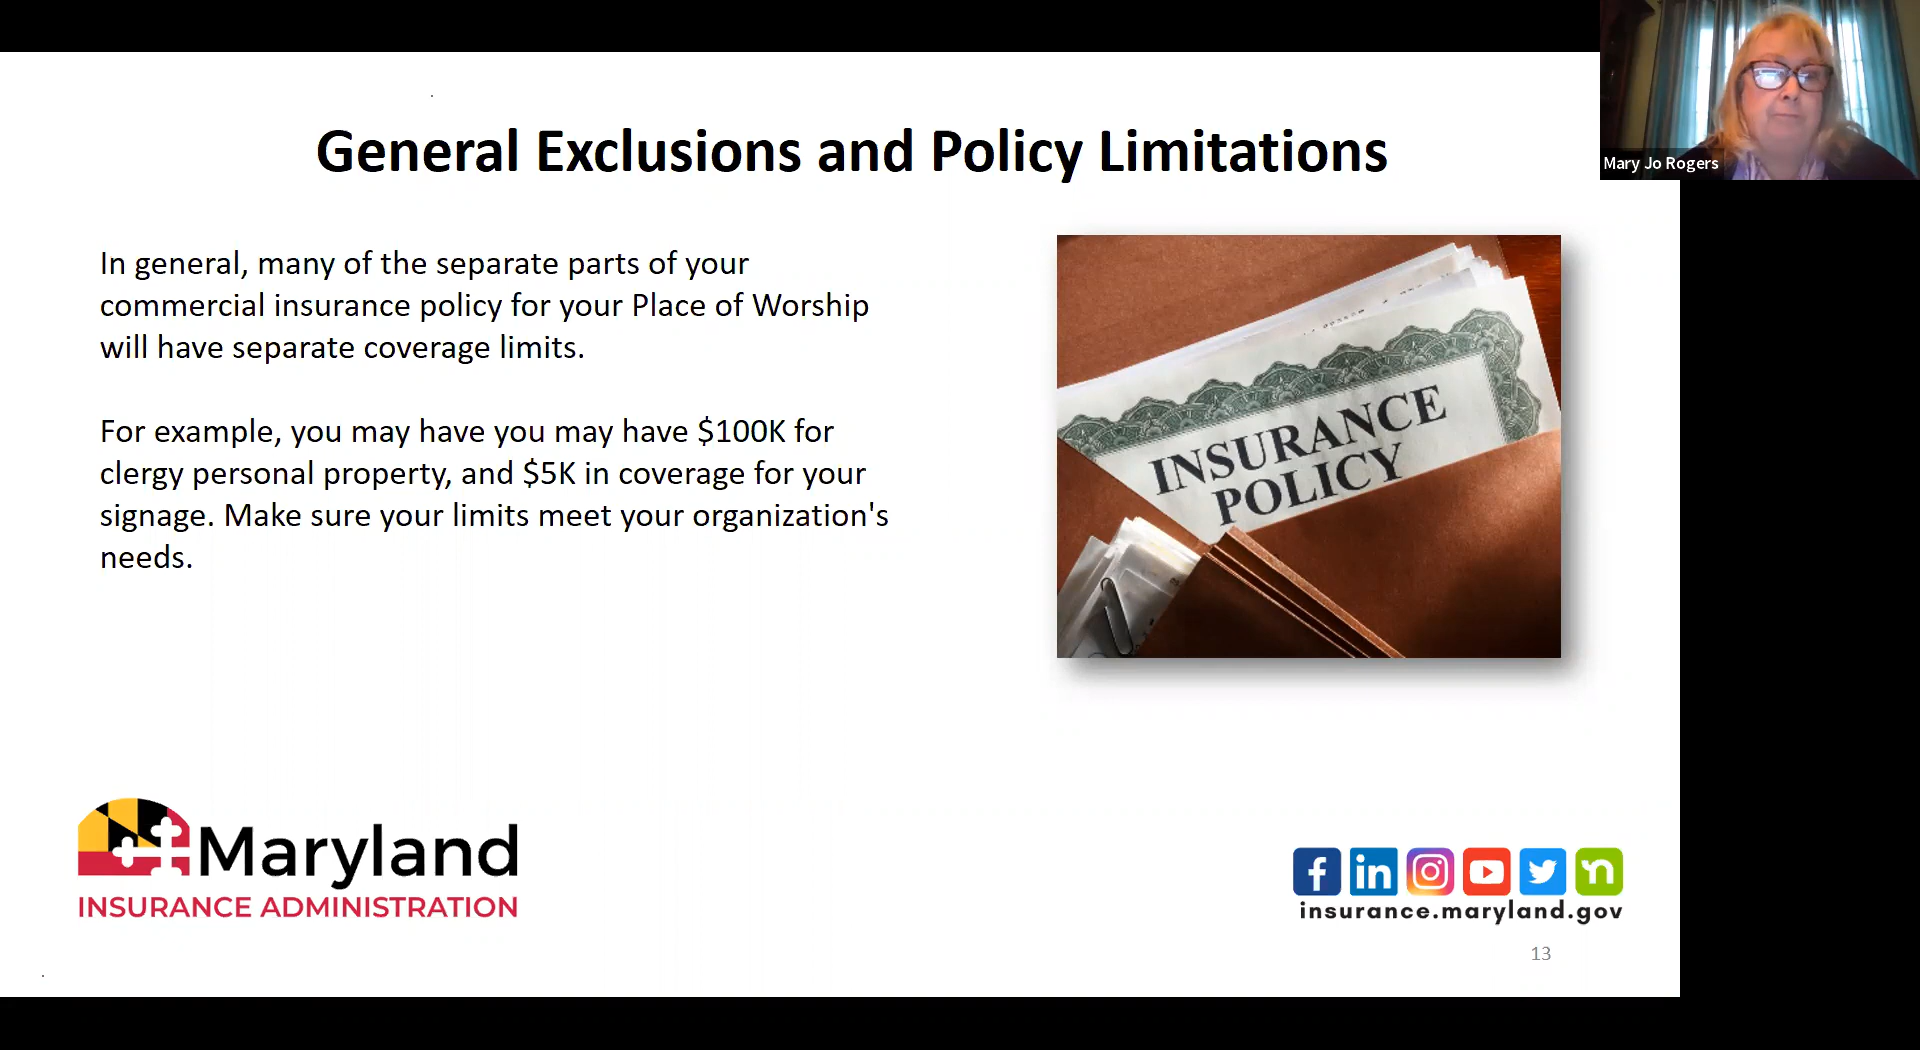 General Exclusions and Policy Limitations
Mary Jo Rogers
In general, many of the separate parts of your
commercial insurance policy for your Place of Worship
will have separate coverage limits.
For example, you may have you may have $100K for
clergy personal property, and $5K in coverage for your
signage. Make sure your limits meet your organization's
needs.
INSURANCE
POLICY
Maryland
INSURANCE ADMINISTRATION
insurance.maryland.gov
13